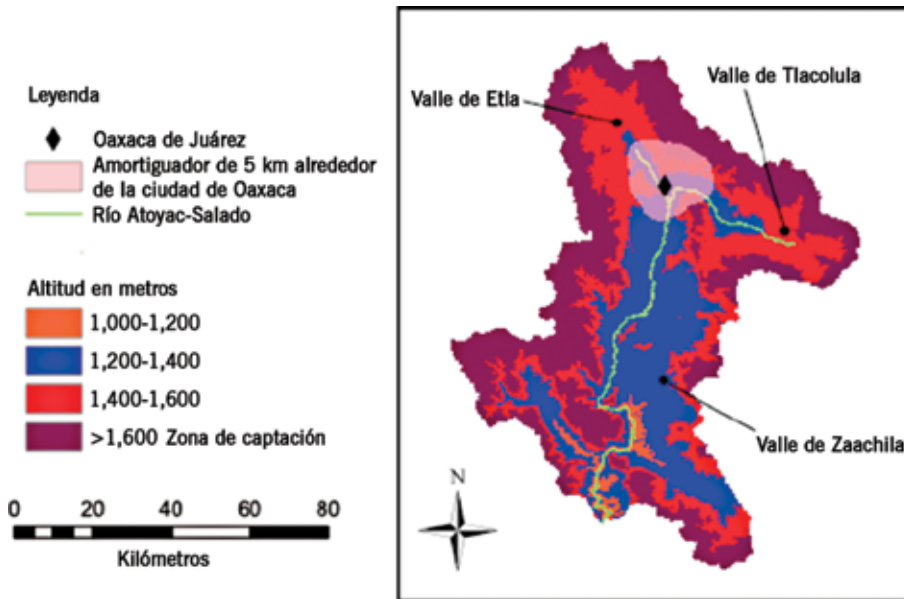 Leyenda
Oaxaca de Juárez
Amortiguador de 5 km alrededor
de la ciudad de Oaxaca
Río Atoyac-Salado
Altitud en metros
1,000-1,200
1,200-1,400
1,400-1,600
>1,600 Zona de captación
0 20 40 60 80
Kilómetros
Valle de Etla
Valle de Tlacolula
Valle de Zaachila
N